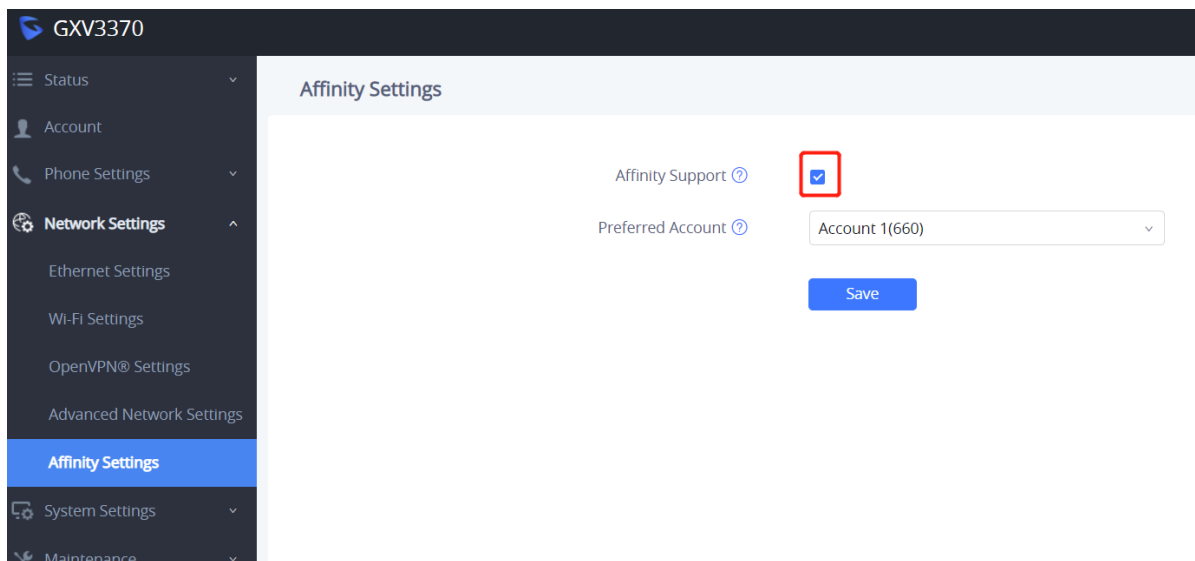 GXV3370
Status
Account
Phone Settings
Network Settings
Ethernet Settings
Wi-Fi Settings
OpenVPN® Settings
Advanced Network Settings
Affinity Settings
System Settings
Maintenance
Affinity Settings
Affinity Support ?
Preferred Account ? Account 1(660)
Save